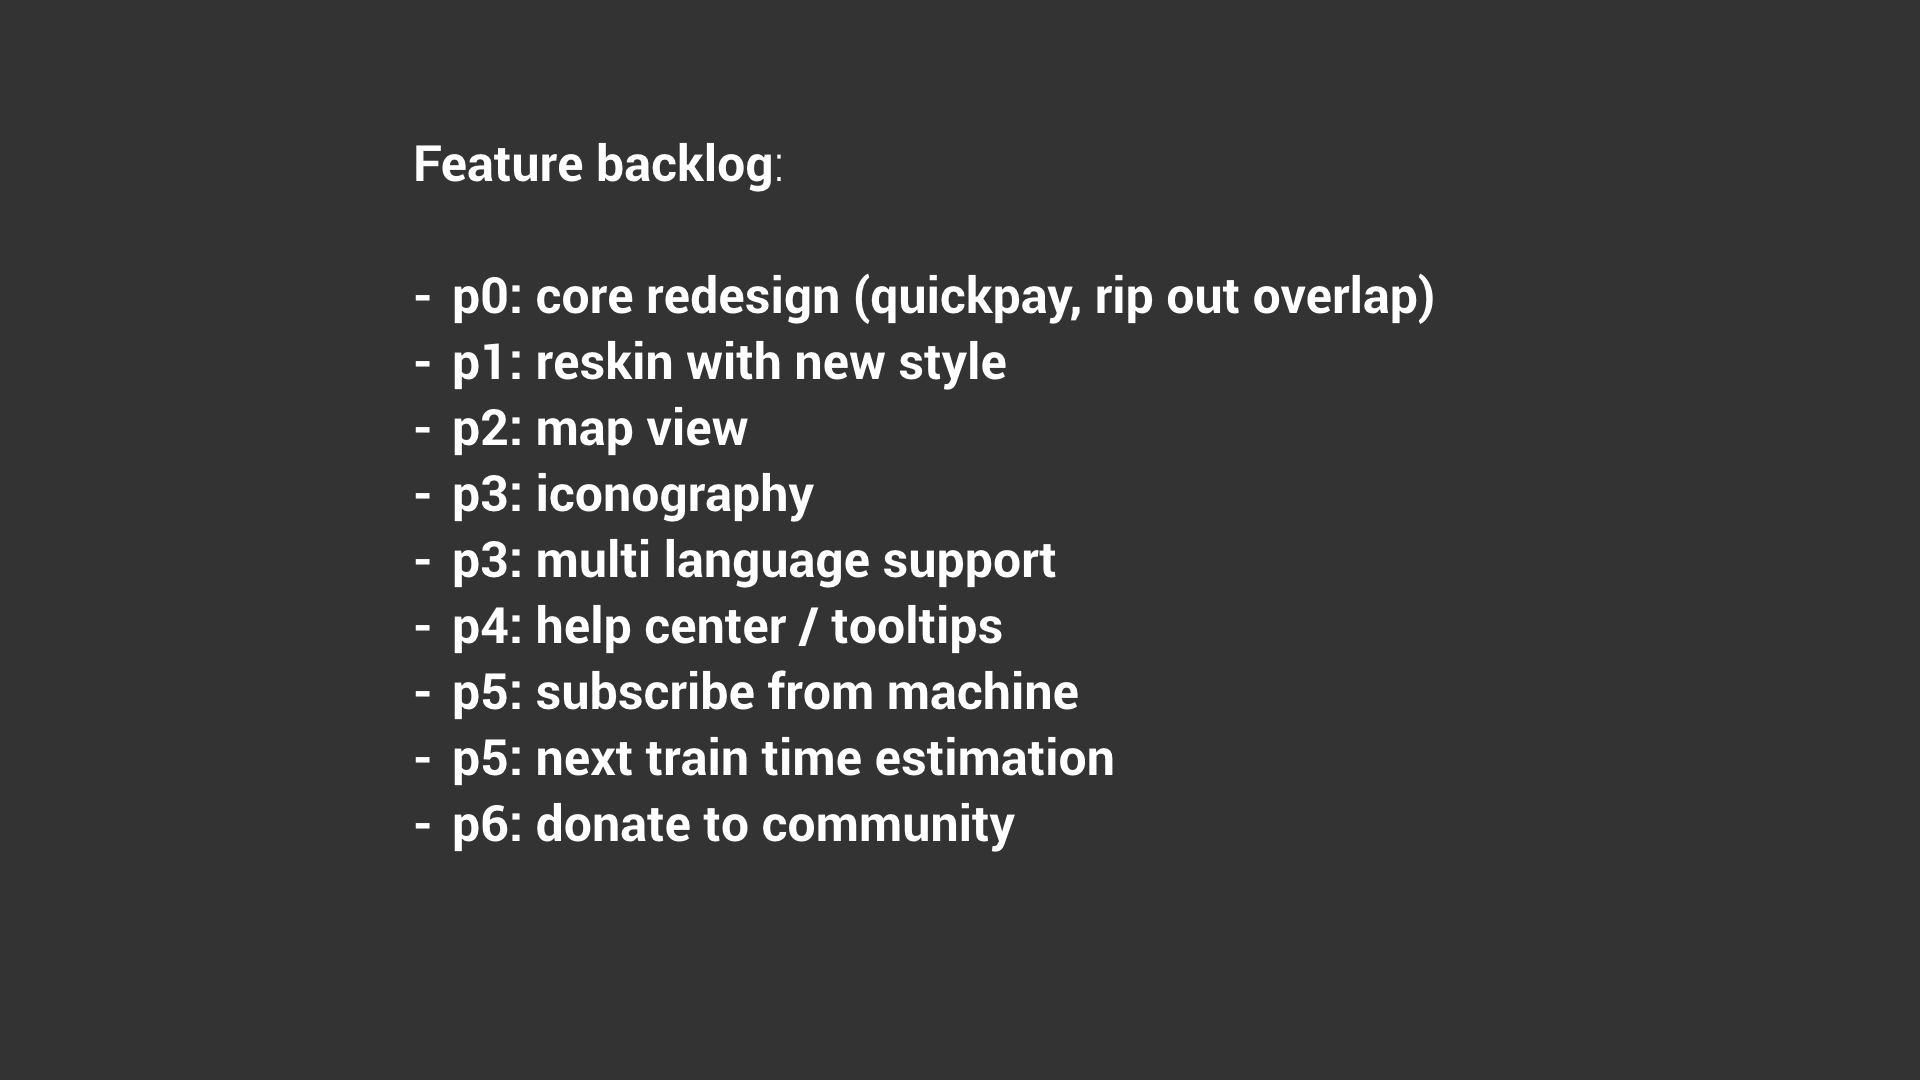 Feature backlog:
- p0: core redesign (quickpay, rip out overlap)
- p1: reskin with new style
- p2: map view
- p3: iconography
- p3: multi language support
- p4: help center / tooltips
- p5: subscribe from machine
- p5: next train time estimation
- p6: donate to community